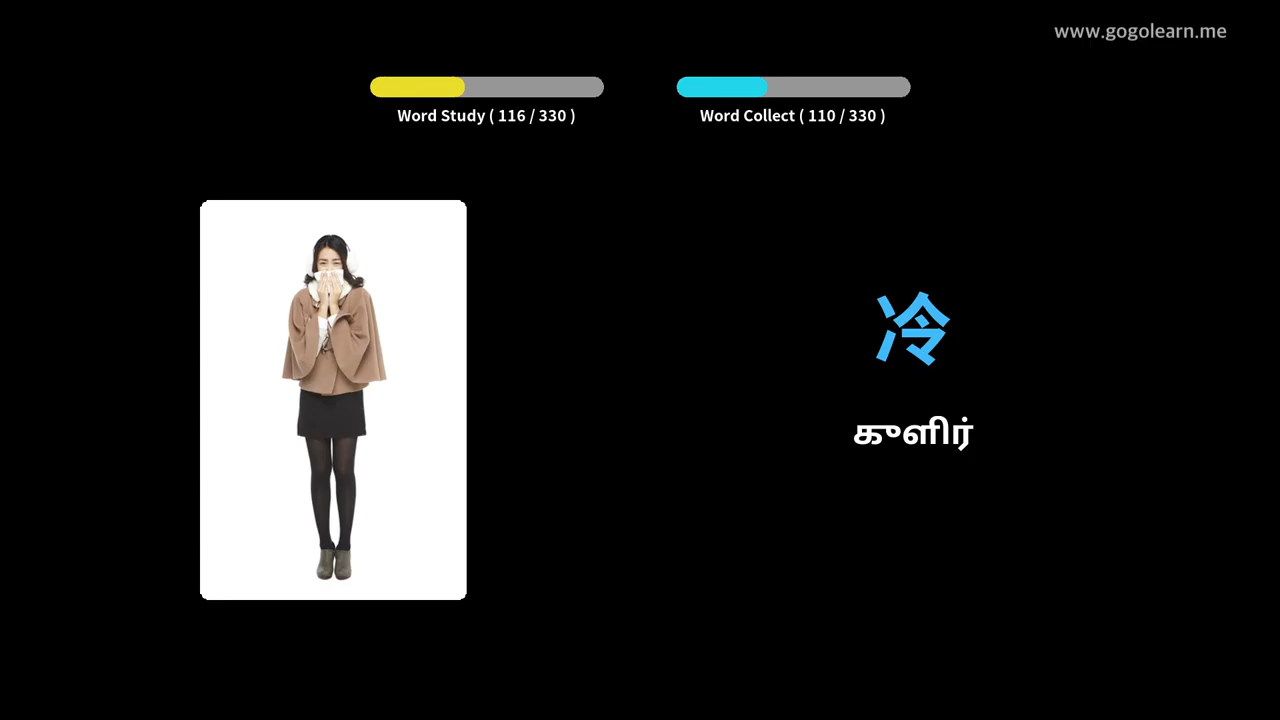 www.gogolearn.me
Word Study ( 116 / 330 )
Word Collect ( 110 / 330 )
冷
குளிர்